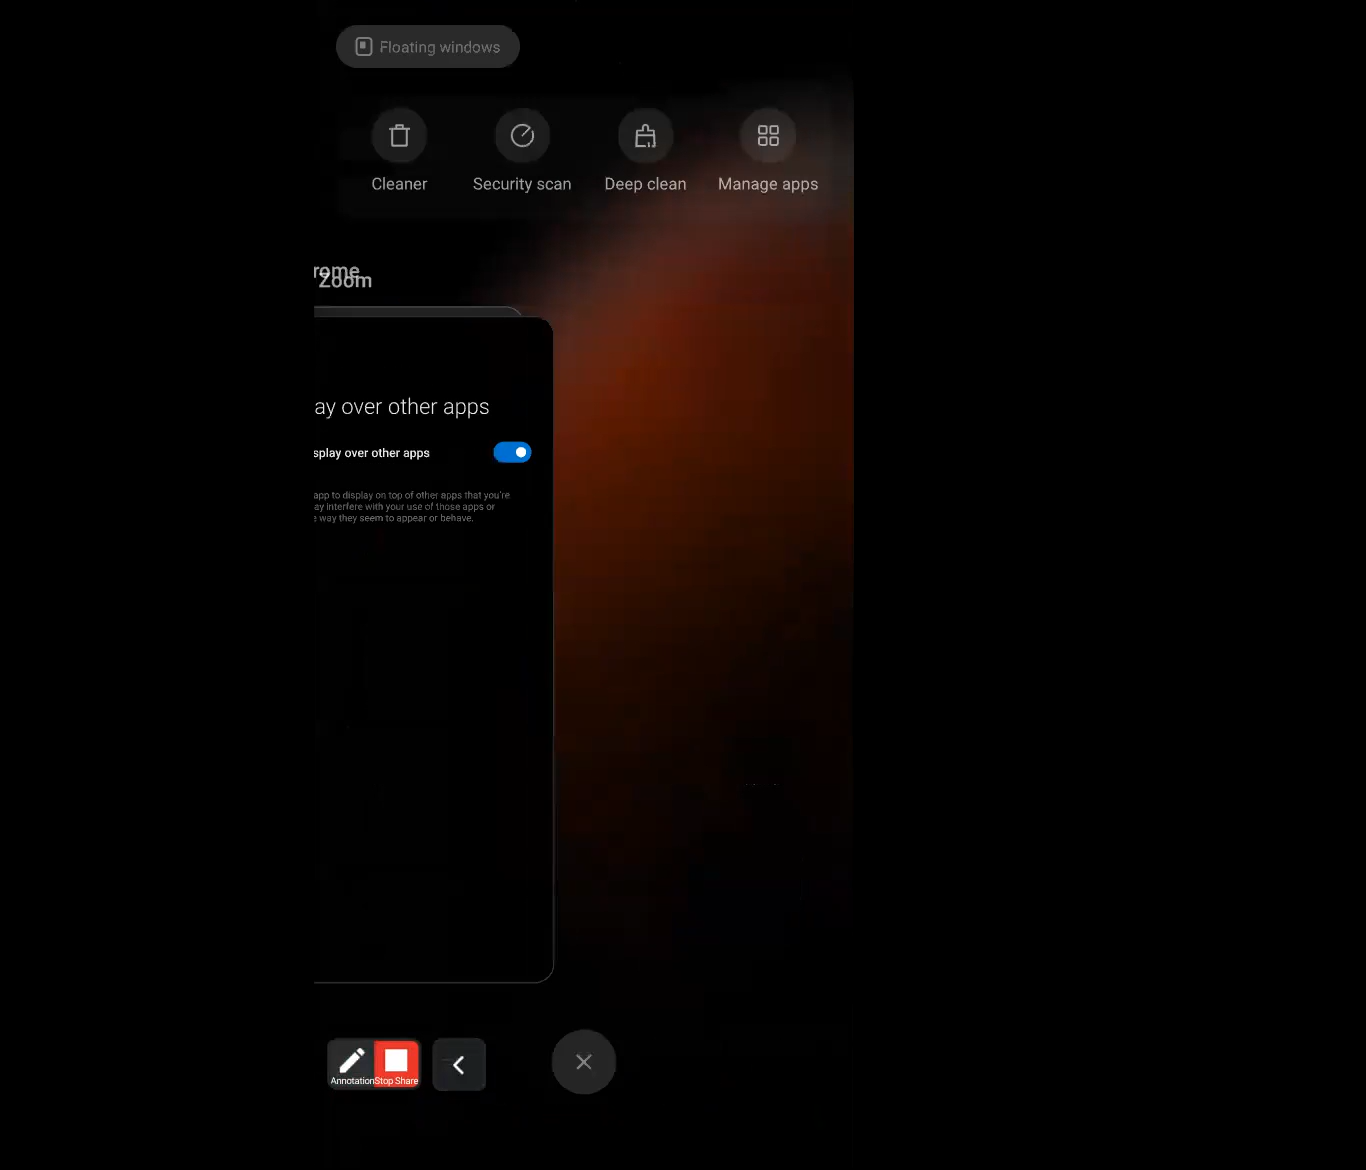 Floating windows
Cleaner
Security scan
Deep clean
Manage apps
rome
Zoom
ay over other apps
splay over other apps
app to display on top of other apps that you're
ay interfere with your use of those apps or
e way they seem to appear or behave.
Annotation
Stop Share